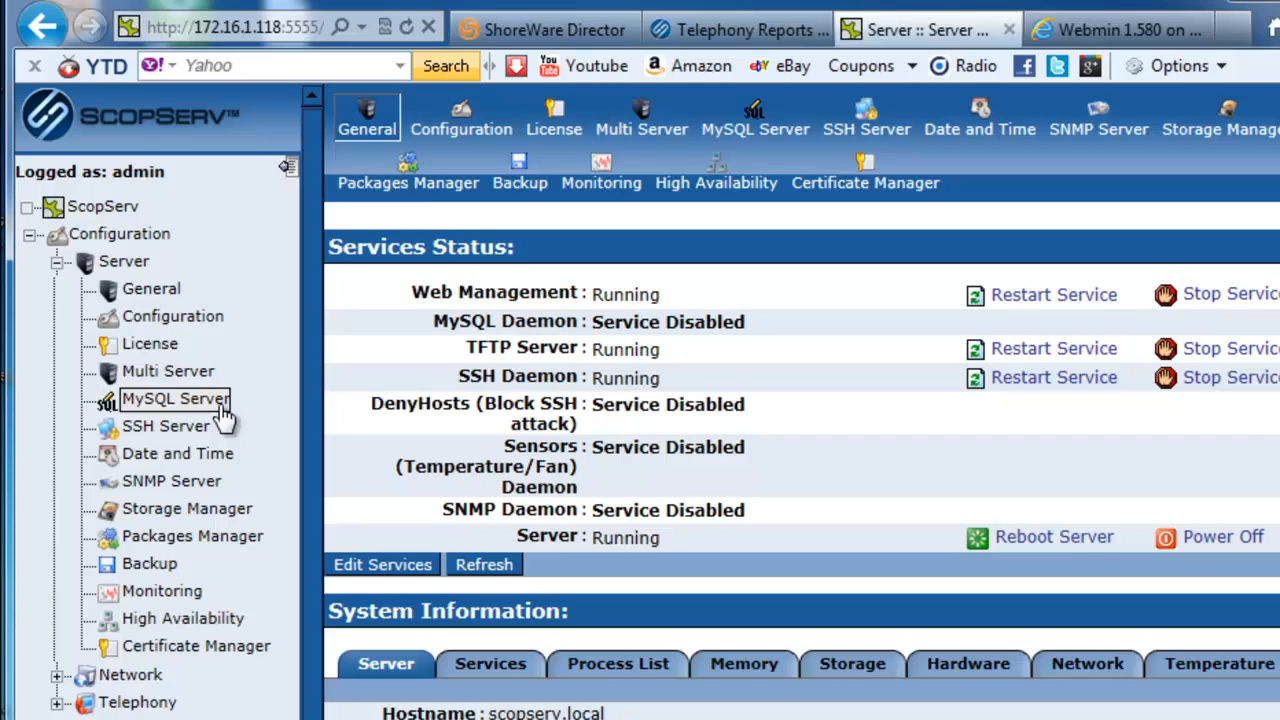 http://172.16.1.118:5555/
ShoreWare Director
Telephony Reports ...
Server :: Server ...
Webmin 1.580 on ...
YTD
Y! Yahoo
Search
You Tube Youtube
a Amazon
ebY eBay
Coupons
Radio
Options
SCOPSERV™
General
Configuration
License
Multi Server
SQL MySQL Server
SSH Server
Date and Time
SNMP Server
Storage Manag
Packages Manager
Backup
Monitoring
High Availability
Certificate Manager
Logged as: admin
ScopServ
Configuration
Server
General
Configuration
License
Multi Server
SQL MySQL Server
SSH Server
Date and Time
SNMP Server
Storage Manager
Packages Manager
Backup
Monitoring
High Availability
Certificate Manager
Network
Telephony
Services Status:
Web Management : Running Restart Service Stop Servic
MySQL Daemon : Service Disabled
TFTP Server : Running Restart Service Stop Servic
SSH Daemon : Running Restart Service Stop Servic
DenyHosts (Block SSH : Service Disabled
attack)
Sensors : Service Disabled
(Temperature/Fan)
Daemon
SNMP Daemon : Service Disabled
Server : Running Reboot Server Power Off
Edit Services Refresh
System Information:
Server Services Process List Memory Storage Hardware Network Temperature
Hostname : scopserv.local